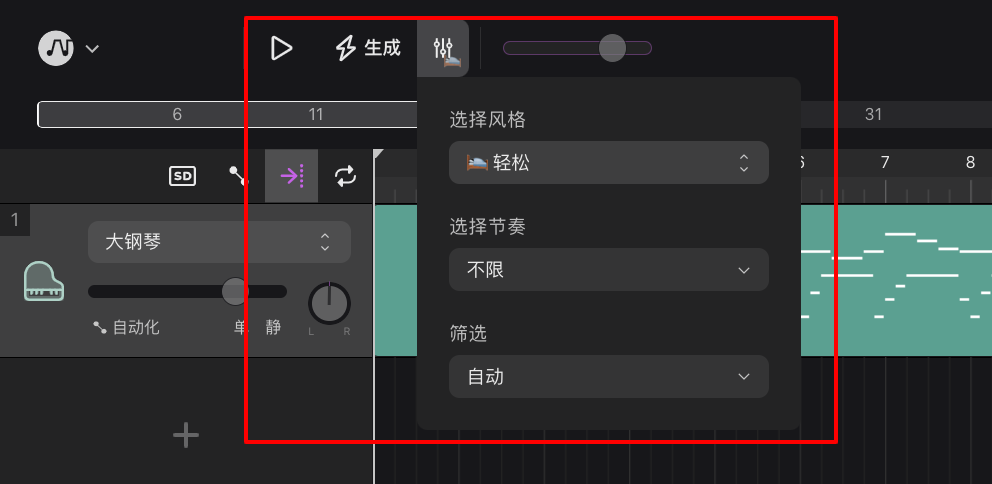 生成
6 11 31
选择风格
轻松
SD
6 7 8
1
大钢琴
选择节奏
不限
自动化 单 静
L R
筛选
自动